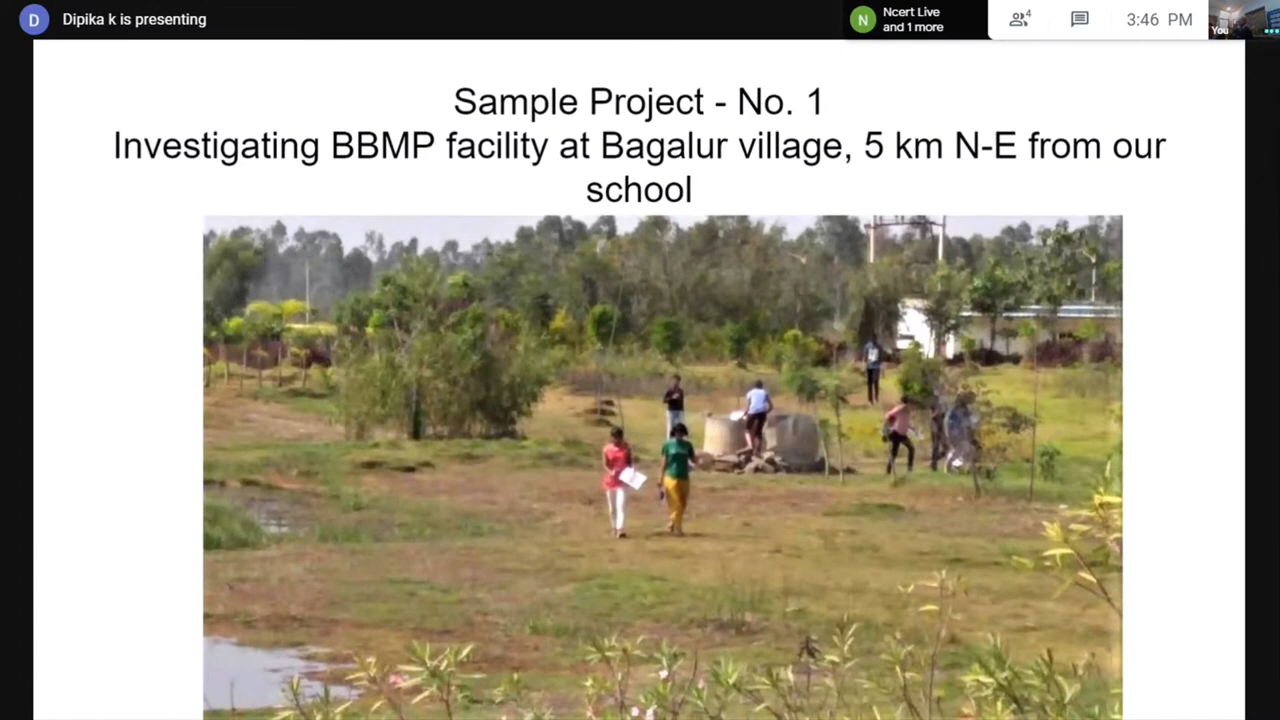 D
Dipika k is presenting
N
Ncert Live
and 1 more
4
3:46 PM
You
Sample Project - No. 1
Investigating BBMP facility at Bagalur village, 5 km N-E from our
school